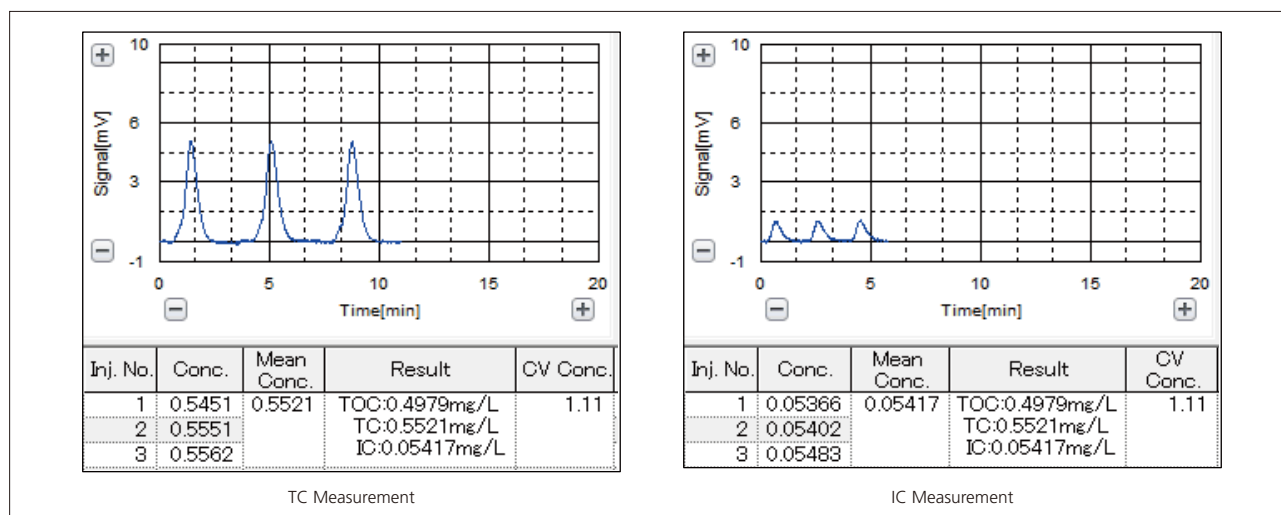 10
6
3
-1
Signal[mV]
0 5 10 15 20
Time[min]
Inj. No. Conc. Mean Conc. Result CV Conc.
1 0.5451 0.5521 TOC:0.4979mg/L 1.11
2 0.5551 TC:0.5521mg/L
3 0.5562 IC:0.05417mg/L
TC Measurement
10
6
3
-1
Signal[mV]
0 5 10 15 20
Time[min]
Inj. No. Conc. Mean Conc. Result CV Conc.
1 0.05366 0.05417 TOC:0.4979mg/L 1.11
2 0.05402 TC:0.5521mg/L
3 0.05483 IC:0.05417mg/L
IC Measurement